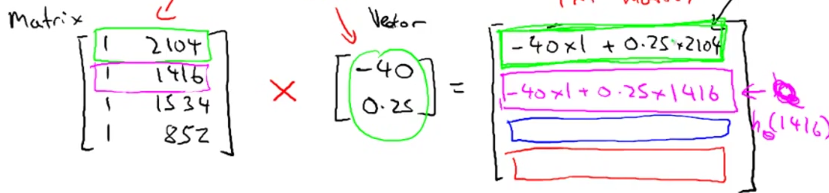 Matrix
Vector
1 2104
1 1416
1 1534
1 852
×
-40
0.25
=
-40×1 + 0.25×2104
-40×1 + 0.25×1416
hθ(1416)